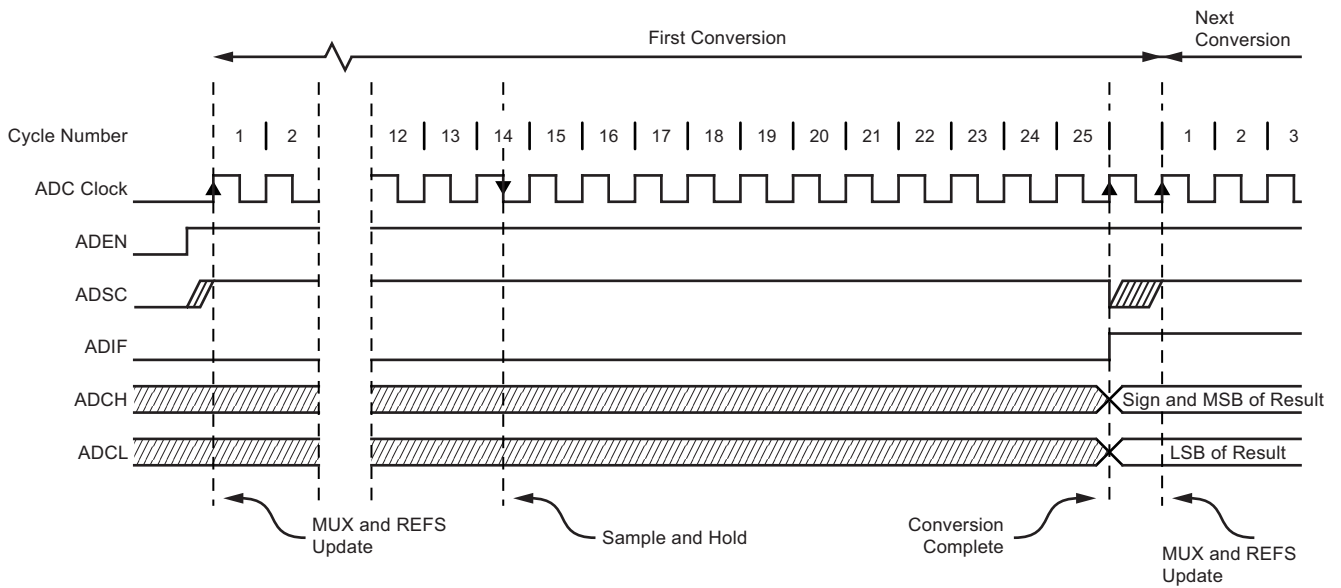 First Conversion
Next
Conversion
Cycle Number 1 2 12 13 14 15 16 17 18 19 20 21 22 23 24 25 1 2 3
ADC Clock
ADEN
ADSC
ADIF
ADCH
Sign and MSB of Result
ADCL
LSB of Result
MUX and REFS
Update
Sample and Hold
Conversion
Complete
MUX and REFS
Update